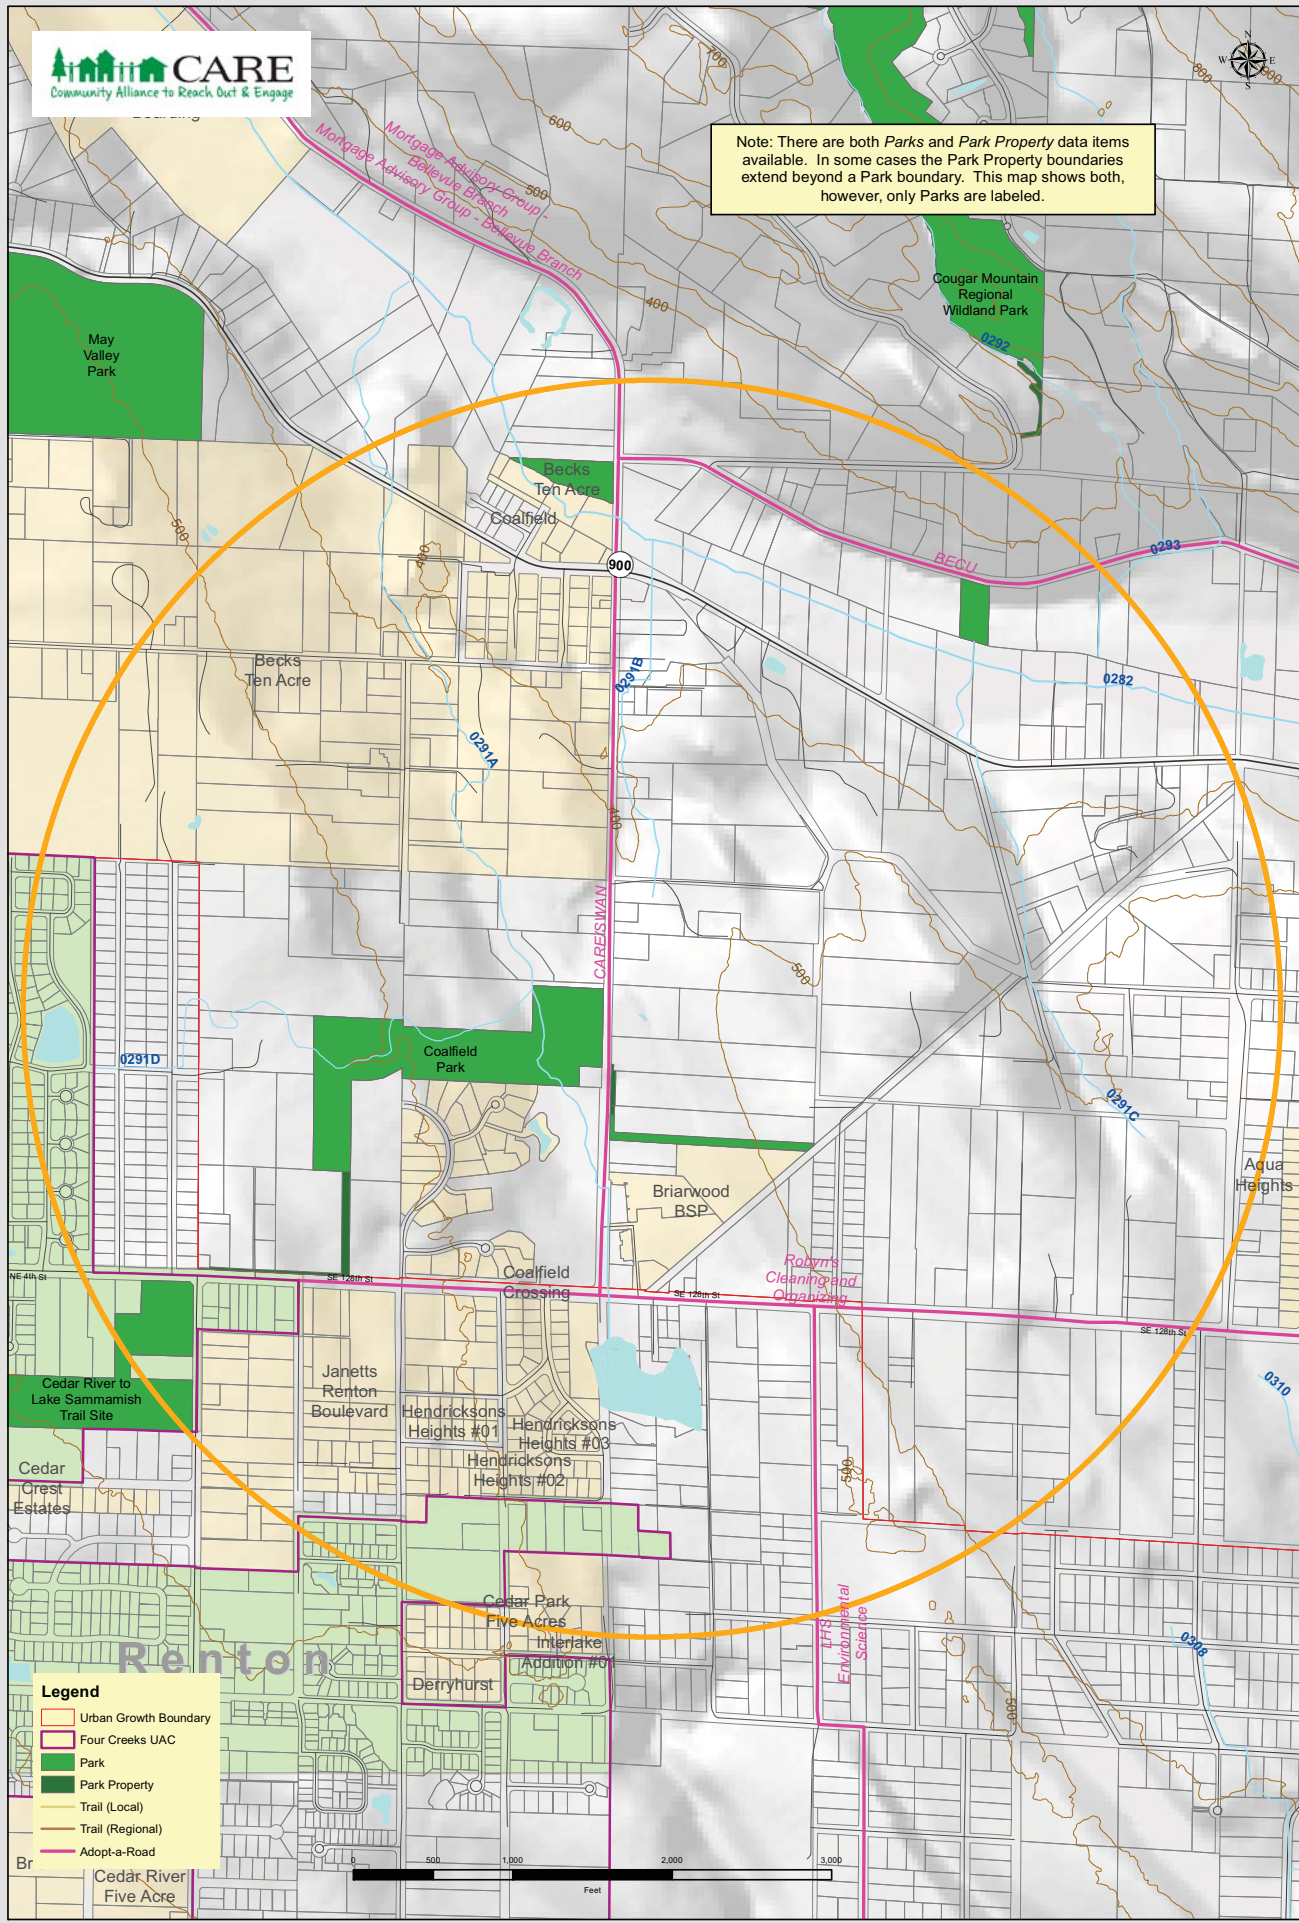 CARE
Community Alliance to Reach Out & Engage
N
W
E
S
700
800
900
600
500
Mortgage Advisory Group -
Bellevue Branch
Mortgage Advisory Group - Bellevue Branch
Note: There are both Parks and Park Property data items
available. In some cases the Park Property boundaries
extend beyond a Park boundary. This map shows both,
however, only Parks are labeled.
Cougar Mountain
Regional
Wildland Park
0292
400
May
Valley
Park
Becks
Ten Acre
Coalfield
500
400
900
BECU
0293
0282
Becks
Ten Acre
0291B
0291A
400
CARE/SWAN
500
0291D
Coalfield
Park
0291C
Briarwood
BSP
Aqua
Heights
NE 4th St
SE 128th St
Coalfield
Crossing
SE 128th St
Robyn's
Cleaning and
Organizing
SE 128th St
Cedar River to
Lake Sammamish
Trail Site
Janetts
Renton
Boulevard
Hendricksons
Heights #01
Hendricksons
Heights #03
Hendricksons
Heights #02
0310
Cedar
Crest
Estates
500
Cedar Park
Five Acres
Interlake
Addition #01
Derryhurst
LHS
Environmental
Science
0308
500
Renton
Legend
Urban Growth Boundary
Four Creeks UAC
Park
Park Property
Trail (Local)
Trail (Regional)
Adopt-a-Road
Br
Cedar River
Five Acre
0 500 1,000 2,000 3,000
Feet